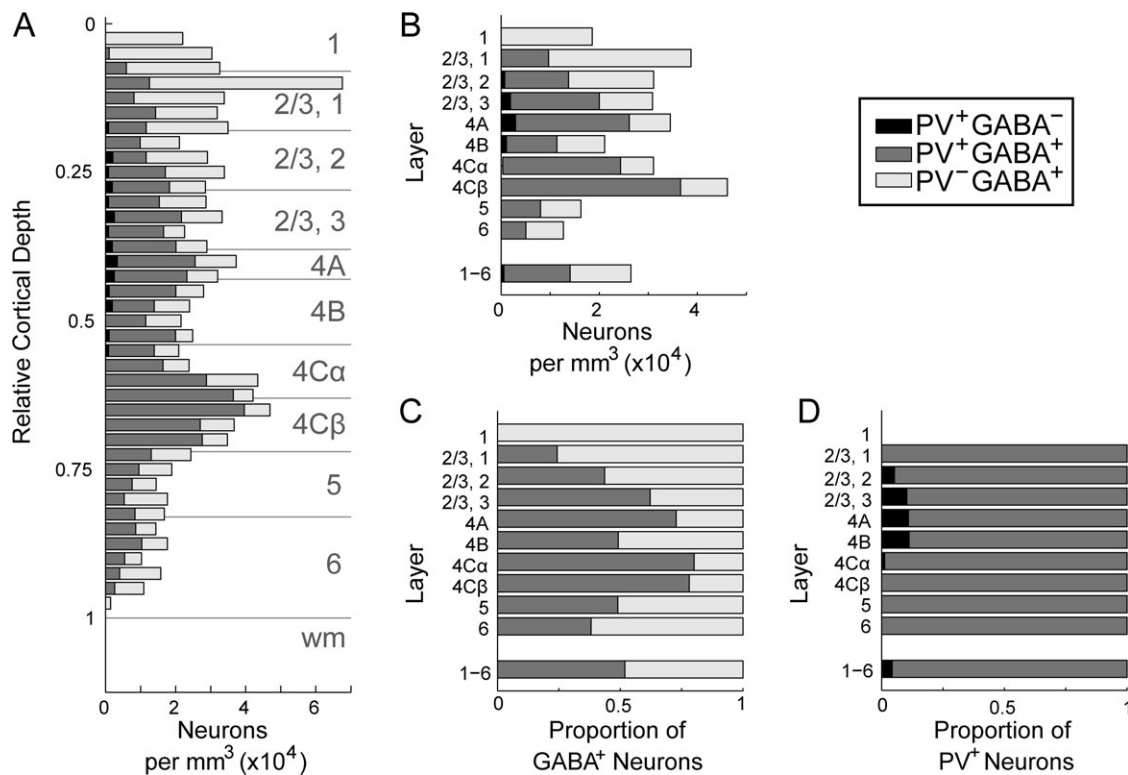 A
0
0.25
0.5
0.75
1
Relative Cortical Depth
1
2/3, 1
2/3, 2
2/3, 3
4A
4B
4Cα
4Cβ
5
6
wm
0 2 4 6
Neurons
per mm³ (x10⁴)
B
Layer
1
2/3, 1
2/3, 2
2/3, 3
4A
4B
4Cα
4Cβ
5
6
1−6
0 2 4
Neurons
per mm³ (x10⁴)
PV⁺GABA⁻
PV⁺GABA⁺
PV⁻GABA⁺
C
Layer
1
2/3, 1
2/3, 2
2/3, 3
4A
4B
4Cα
4Cβ
5
6
1−6
0 0.5 1
Proportion of
GABA⁺ Neurons
D
Layer
1
2/3, 1
2/3, 2
2/3, 3
4A
4B
4Cα
4Cβ
5
6
1−6
0 0.5 1
Proportion of
PV⁺ Neurons